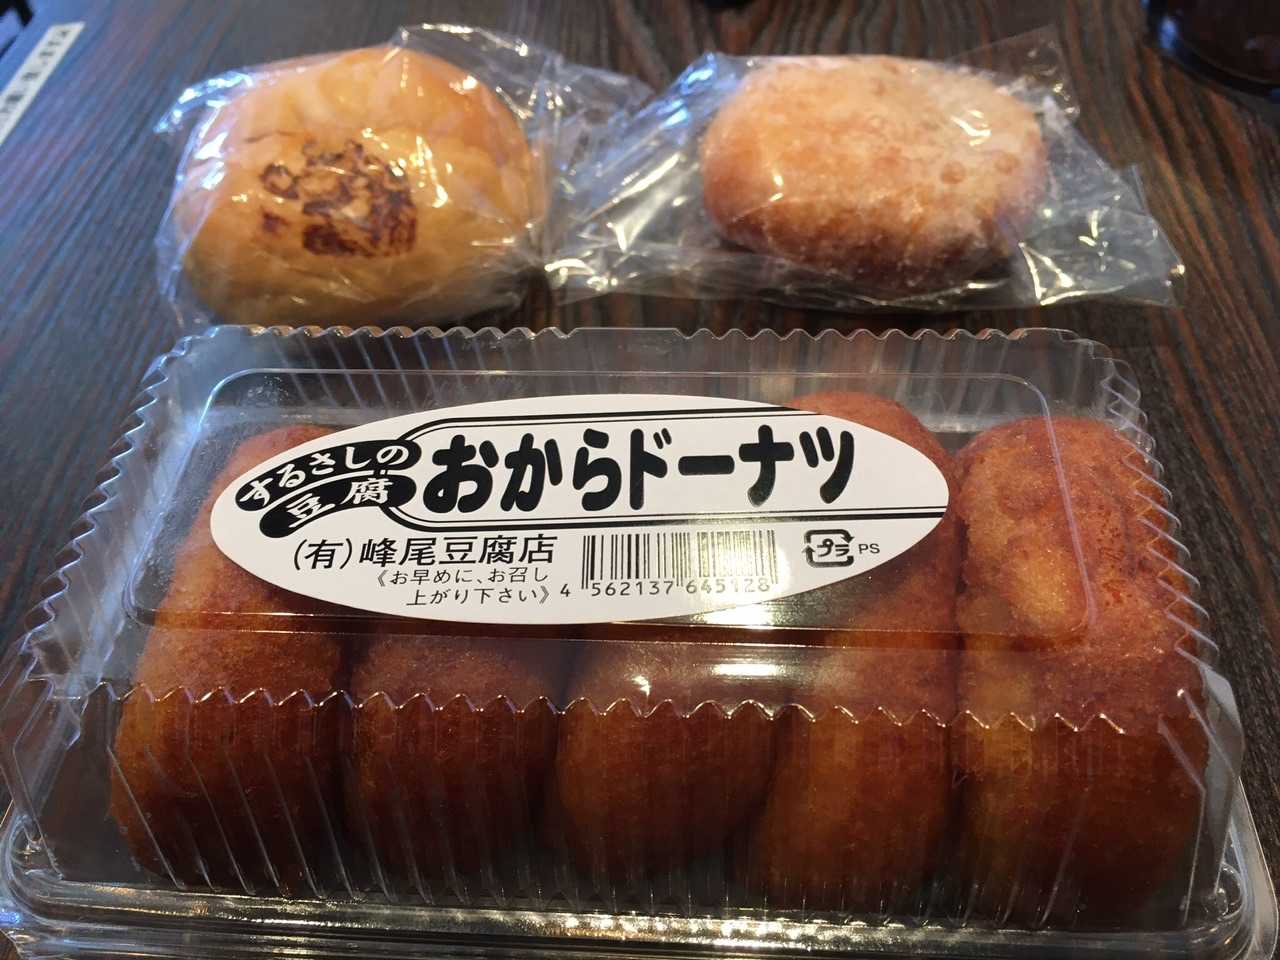 するさしの
豆腐
おからドーナツ
(有)峰尾豆腐店
《お早めに、お召し
上がり下さい》
4 562137 645128
プラ PS